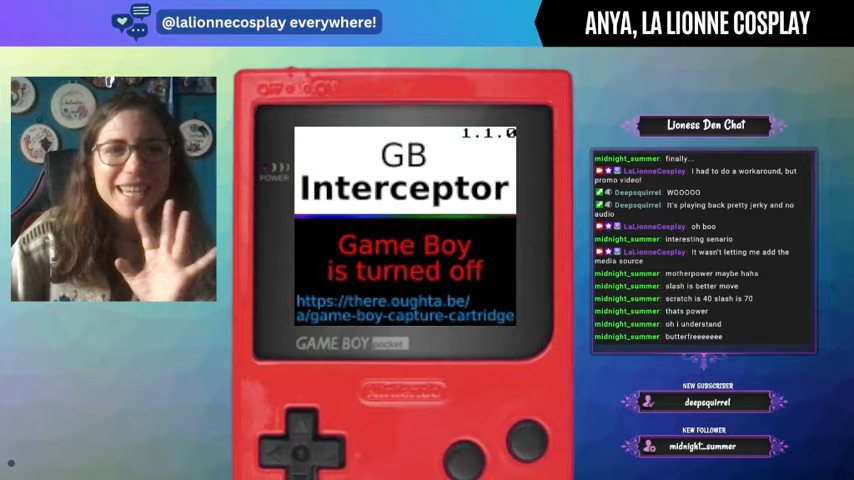 @lalionnecosplay everywhere!
ANYA, LA LIONNE COSPLAY
OFF ON
POWER
1.1.0
GB
Interceptor
Game Boy
is turned off
https://there.oughta.be/
a/game-boy-capture-cartridge
GAME BOY pocket
Nintendo
Lioness Den Chat
midnight_summer: finally...
LaLionneCosplay: I had to do a workaround, but
promo video!
Deepsquirrel: WOOOOO
Deepsquirrel: It's playing back pretty jerky and no
audio
LaLionneCosplay: oh boo
midnight_summer: interesting senario
LaLionneCosplay: It wasn't letting me add the
media source
midnight_summer: motherpower maybe haha
midnight_summer: slash is better move
midnight_summer: scratch is 40 slash is 70
midnight_summer: thats power
midnight_summer: oh i understand
midnight_summer: butterfreeeeeee
NEW SUBSCRIBER
deepsquirrel
NEW FOLLOWER
midnight_summer